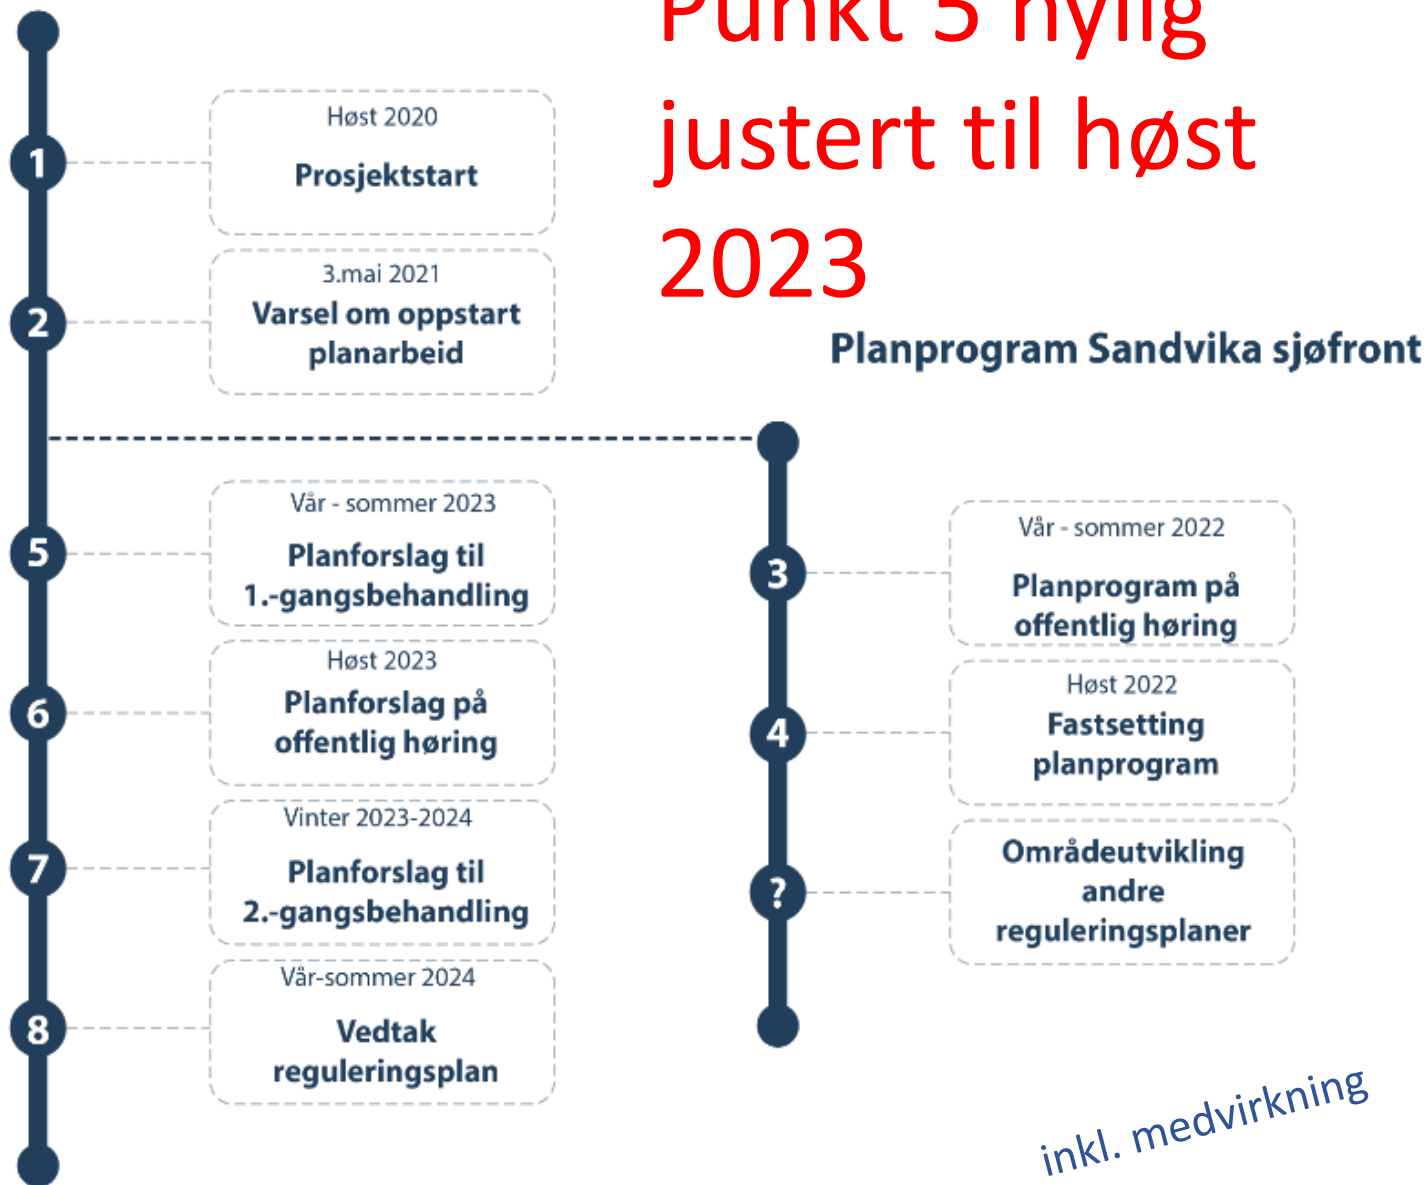 Punkt 5 nylig
justert til høst
2023
1
Høst 2020
Prosjektstart
2
3.mai 2021
Varsel om oppstart
planarbeid
5
Vår - sommer 2023
Planforslag til
1.-gangsbehandling
6
Høst 2023
Planforslag på
offentlig høring
7
Vinter 2023-2024
Planforslag til
2.-gangsbehandling
8
Vår-sommer 2024
Vedtak
reguleringsplan
Planprogram Sandvika sjøfront
3
Vår - sommer 2022
Planprogram på
offentlig høring
4
Høst 2022
Fastsetting
planprogram
?
Områdeutvikling
andre
reguleringsplaner
inkl. medvirkning